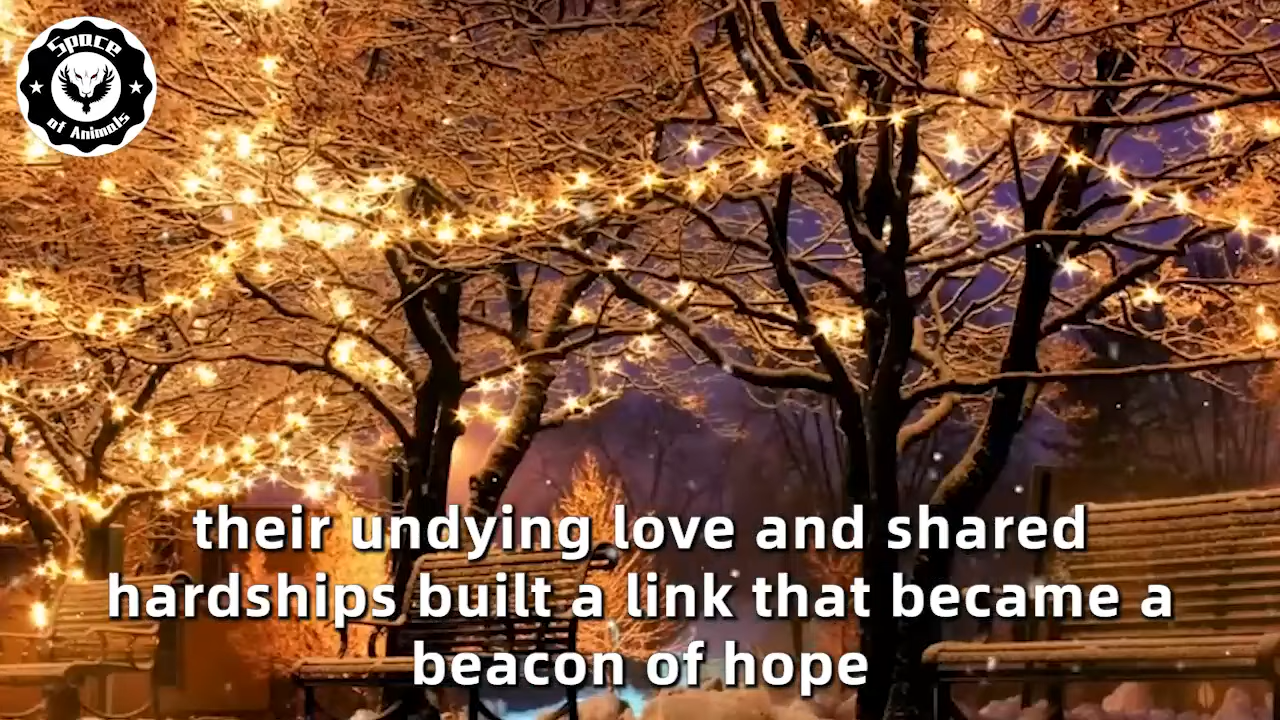 Space
of Animals
their undying love and shared
hardships built a link that became a
beacon of hope